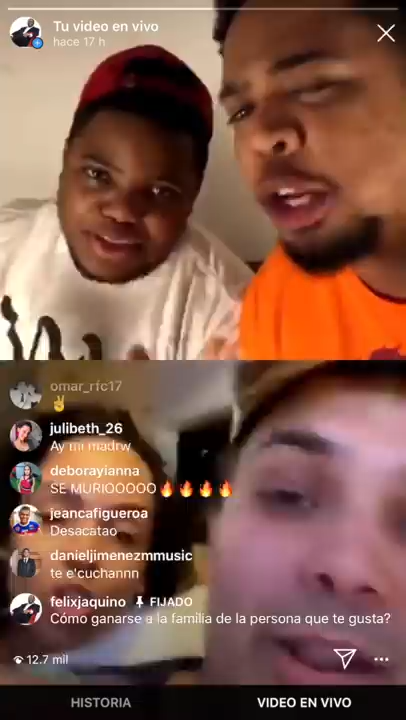 Tu video en vivo
hace 17 h
omar_rfc17
✌
julibeth_26
Ay mi madrw
deborayianna
SE MURIOOOOO🔥🔥🔥🔥
jeancafigueroa
Desacatao
danieljimenezmmusic
te e'cuchannn
felixjaquino FIJADO
Cómo ganarse a la familia de la persona que te gusta?
12.7 mil
HISTORIA
VIDEO EN VIVO